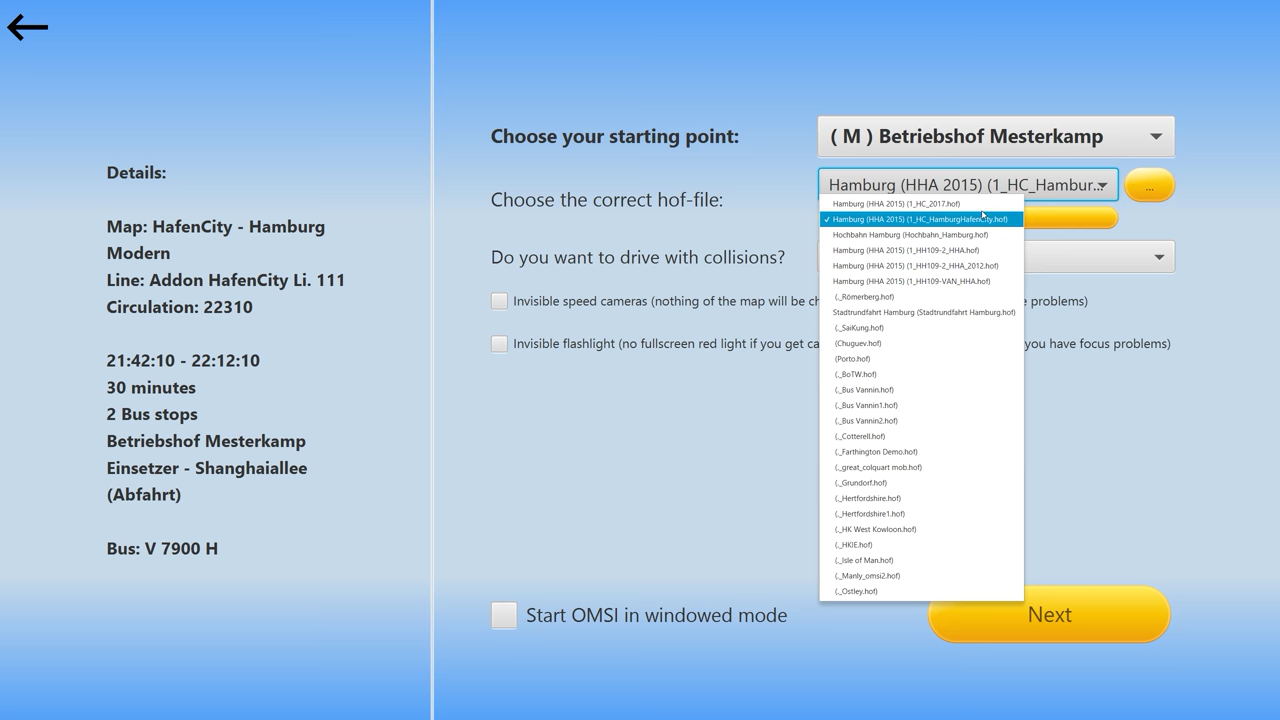 Details:
Map: HafenCity - Hamburg
Modern
Line: Addon HafenCity Li. 111
Circulation: 22310
21:42:10 - 22:12:10
30 minutes
2 Bus stops
Betriebshof Mesterkamp
Einsetzer - Shanghaiallee
(Abfahrt)
Bus: V 7900 H
Choose your starting point:
( M ) Betriebshof Mesterkamp
Choose the correct hof-file:
Hamburg (HHA 2015) (1_HC_Hambur...
...
Hamburg (HHA 2015) (1_HC_2017.hof)
✓ Hamburg (HHA 2015) (1_HC_HamburgHafenCity.hof)
Hochbahn Hamburg (Hochbahn_Hamburg.hof)
Hamburg (HHA 2015) (1_HH109-2_HHA.hof)
Hamburg (HHA 2015) (1_HH109-2_HHA_2012.hof)
Hamburg (HHA 2015) (1_HH109-VAN_HHA.hof)
(._Römerberg.hof)
Stadtrundfahrt Hamburg (Stadtrundfahrt Hamburg.hof)
(._SaiKung.hof)
(Chuguev.hof)
(Porto.hof)
(._BoTW.hof)
(._Bus Vannin.hof)
(._Bus Vannin1.hof)
(._Bus Vannin2.hof)
(._Cotterell.hof)
(._Farthington Demo.hof)
(._great_colquart mob.hof)
(._Grundorf.hof)
(._Hertfordshire.hof)
(._Hertfordshire1.hof)
(._HK West Kowloon.hof)
(._HKIE.hof)
(._Isle of Man.hof)
(._Manly_omsi2.hof)
(._Ostley.hof)
Do you want to drive with collisions?
Invisible speed cameras (nothing of the map will be ch e problems)
Invisible flashlight (no fullscreen red light if you get ca you have focus problems)
Start OMSI in windowed mode
Next